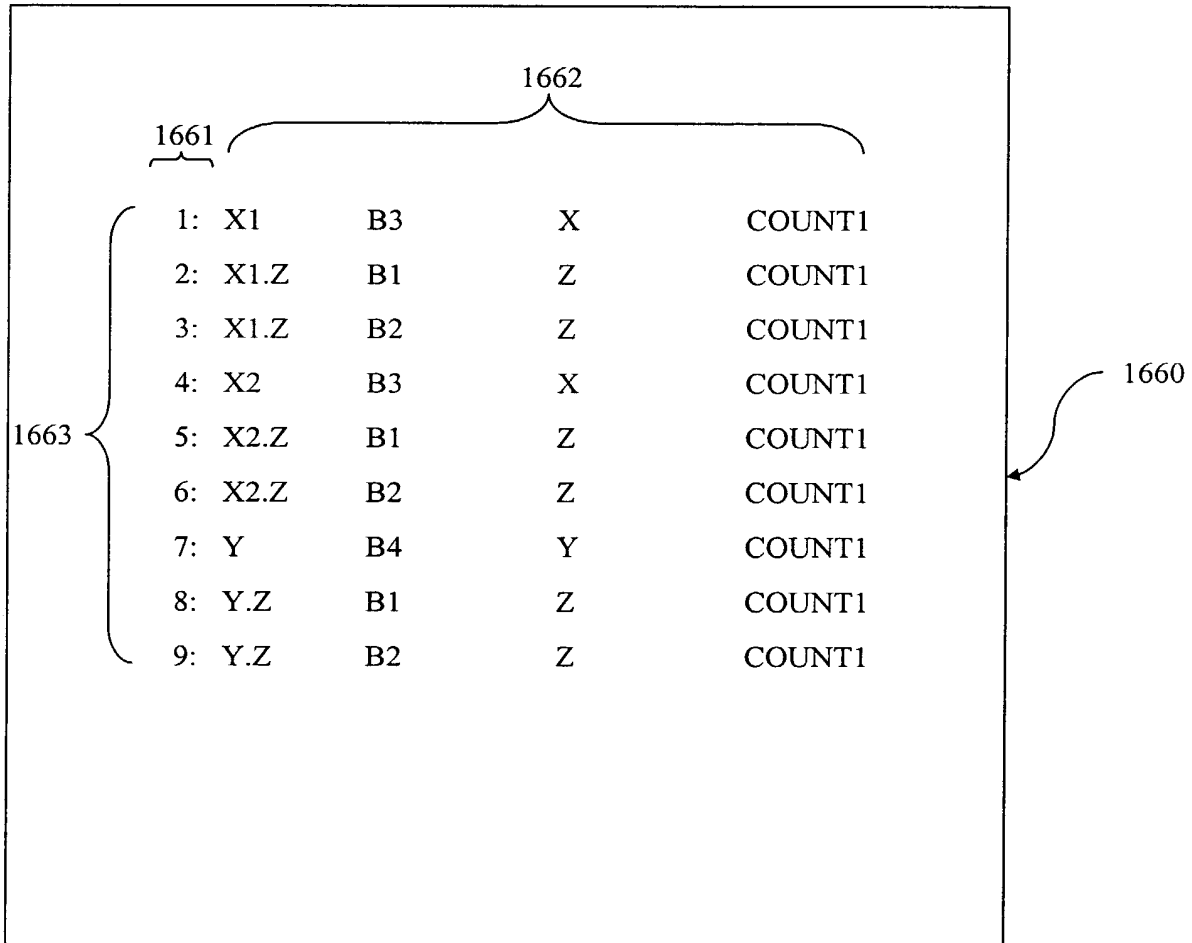 1662
1661
1: X1 B3 X COUNT1
2: X1.Z B1 Z COUNT1
3: X1.Z B2 Z COUNT1
4: X2 B3 X COUNT1
1660
1663
5: X2.Z B1 Z COUNT1
6: X2.Z B2 Z COUNT1
7: Y B4 Y COUNT1
8: Y.Z B1 Z COUNT1
9: Y.Z B2 Z COUNT1